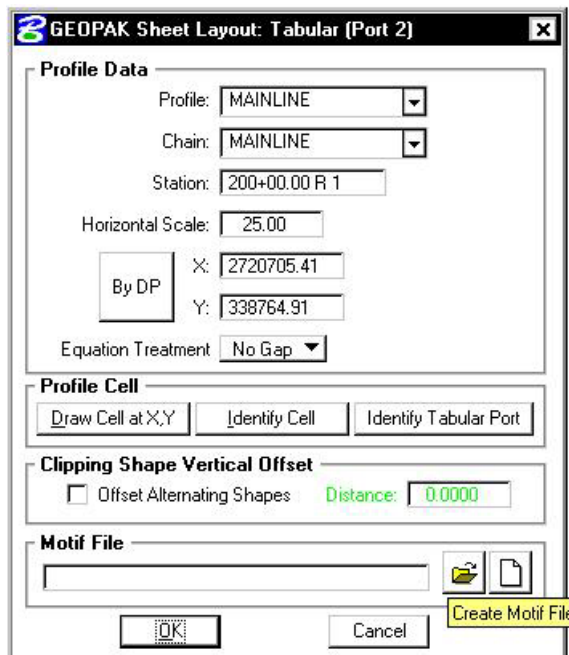 GEOPAK Sheet Layout: Tabular (Port 2)
Profile Data
Profile: MAINLINE
Chain: MAINLINE
Station: 200+00.00 R 1
Horizontal Scale: 25.00
By DP
X: 2720705.41
Y: 338764.91
Equation Treatment No Gap
Profile Cell
Draw Cell at X,Y Identify Cell Identify Tabular Port
Clipping Shape Vertical Offset
Offset Alternating Shapes Distance: 0.0000
Motif File
Create Motif File
OK Cancel